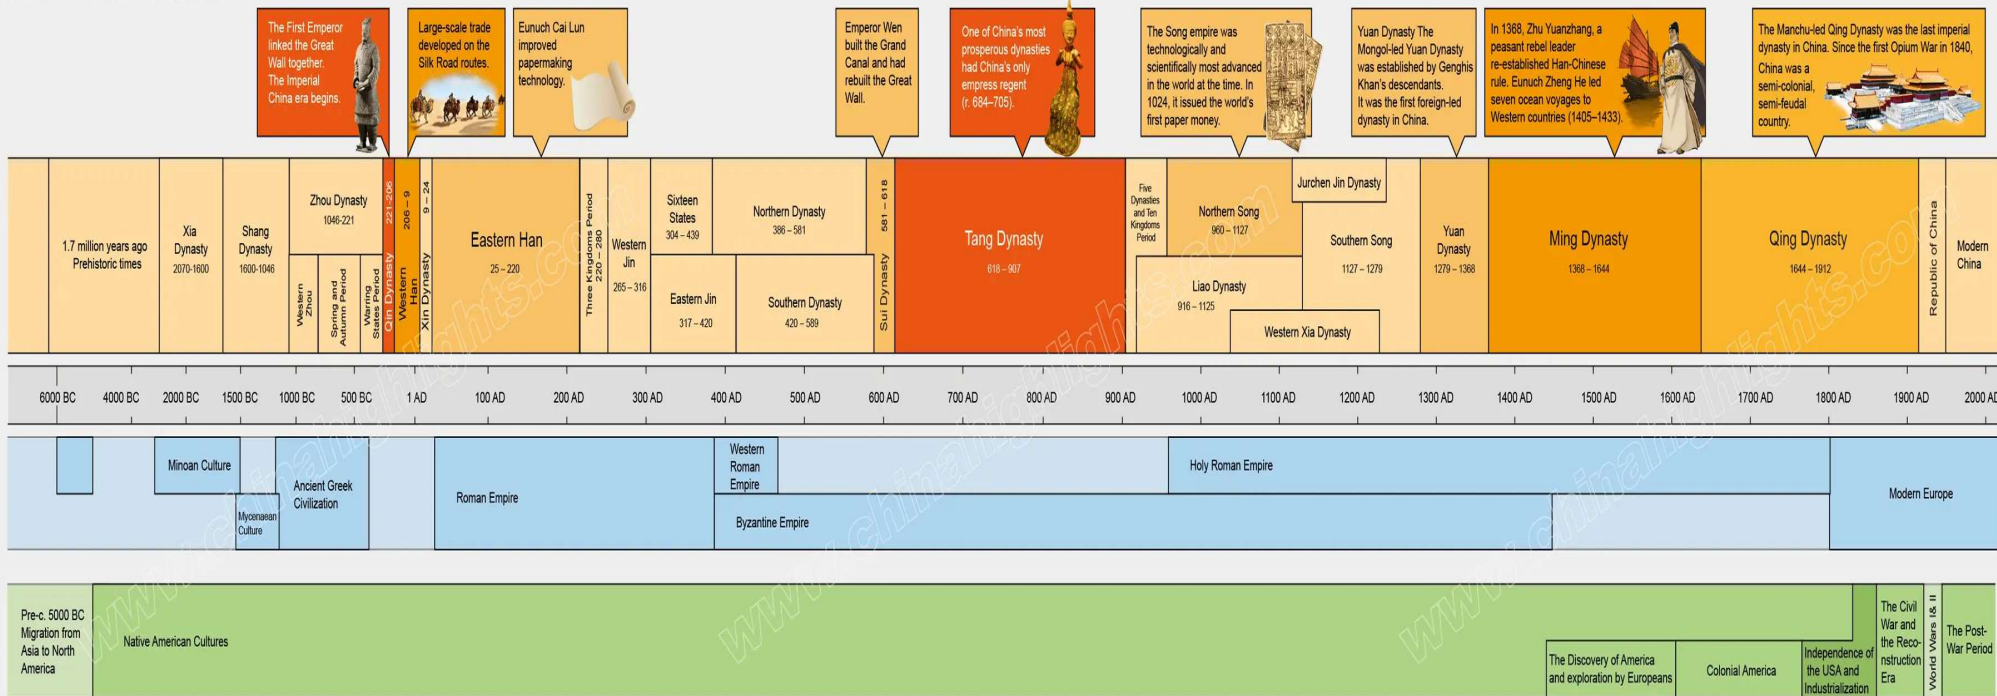 The First Emperor
linked the Great
Wall together.
The Imperial
China era begins.
Large-scale trade
developed on the
Silk Road routes.
Eunuch Cai Lun
improved
papermaking
technology.
Emperor Wen
built the Grand
Canal and had
rebuilt the Great
Wall.
One of China's most
prosperous dynasties
had China's only
empress regent
(r. 684–705).
The Song empire was
technologically and
scientifically most advanced
in the world at the time. In
1024, it issued the world's
first paper money.
Yuan Dynasty The
Mongol-led Yuan Dynasty
was established by Genghis
Khan's descendants.
It was the first foreign-led
dynasty in China.
In 1368, Zhu Yuanzhang, a
peasant rebel leader
re-established Han-Chinese
rule. Eunuch Zheng He led
seven ocean voyages to
Western countries (1405–1433).
The Manchu-led Qing Dynasty was the last imperial
dynasty in China. Since the first Opium War in 1840,
China was a
semi-colonial,
semi-feudal
country.
1.7 million years ago
Prehistoric times
Xia
Dynasty
2070-1600
Shang
Dynasty
1600-1046
Zhou Dynasty
1046-221
Western
Zhou
Spring and
Autumn Period
Warring
States Period
Qin Dynasty 221-206
Western
Han
206 – 9
Xin Dynasty 9 – 24
Eastern Han
25 – 220
Three Kingdoms Period
220 – 280
Western
Jin
265 – 316
Sixteen
States
304 – 439
Eastern Jin
317 – 420
Northern Dynasty
386 – 581
Southern Dynasty
420 – 589
Sui Dynasty 581 – 618
Tang Dynasty
618 – 907
Five
Dynasties
and Ten
Kingdoms
Period
Northern Song
960 – 1127
Liao Dynasty
916 – 1125
Jurchen Jin Dynasty
Southern Song
1127 – 1279
Western Xia Dynasty
Yuan
Dynasty
1279 – 1368
Ming Dynasty
1368 – 1644
Qing Dynasty
1644 – 1912
Republic of China
Modern
China
6000 BC 4000 BC 2000 BC 1500 BC 1000 BC 500 BC 1 AD 100 AD 200 AD 300 AD 400 AD 500 AD 600 AD 700 AD 800 AD 900 AD 1000 AD 1100 AD 1200 AD 1300 AD 1400 AD 1500 AD 1600 AD 1700 AD 1800 AD 1900 AD 2000 AD
Minoan Culture
Mycenaean
Culture
Ancient Greek
Civilization
Roman Empire
Western
Roman
Empire
Byzantine Empire
Holy Roman Empire
Modern Europe
Pre-c. 5000 BC
Migration from
Asia to North
America
Native American Cultures
The Discovery of America
and exploration by Europeans
Colonial America
Independence of
the USA and
Industrialization
The Civil
War and
the Reco-
nstruction
Era
World Wars I& II
The Post-
War Period
www.chinahighlights.com
www.chinahighlights.com
www.chinahighlights.com